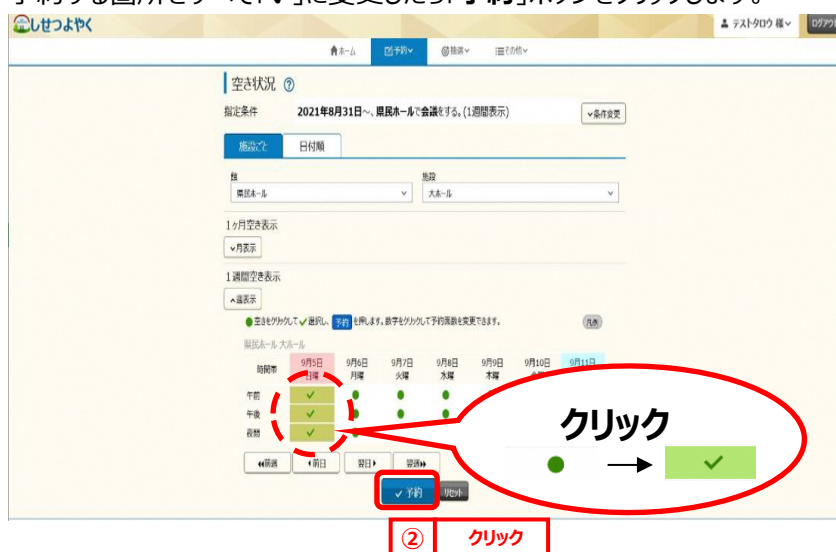 予約する箇所をすべて「✓」に変更したら「予約」ボタンをクリックします。
しせつよやく
テストタロウ 様
ログアウト
ホーム 予約 抽選 その他
空き状況 ?
指定条件 2021年8月31日～、県民ホールで会議をする。(1週間表示) 条件変更
施設ごと 日付順
館 施設
県民ホール 大ホール
1ヶ月空き表示
月表示
1週間空き表示
週表示
●空きをクリックして✓選択し、予約を押します。数字をクリックして予約面数を変更できます。 凡例
県民ホール 大ホール
時間帯 9月5日 9月6日 9月7日 9月8日 9月9日 9月10日 9月11日
日曜 月曜 火曜 水曜 木曜
午前
午後
夜間
クリック
前週 前日 翌日 翌週
✓ 予約 リセット
② クリック